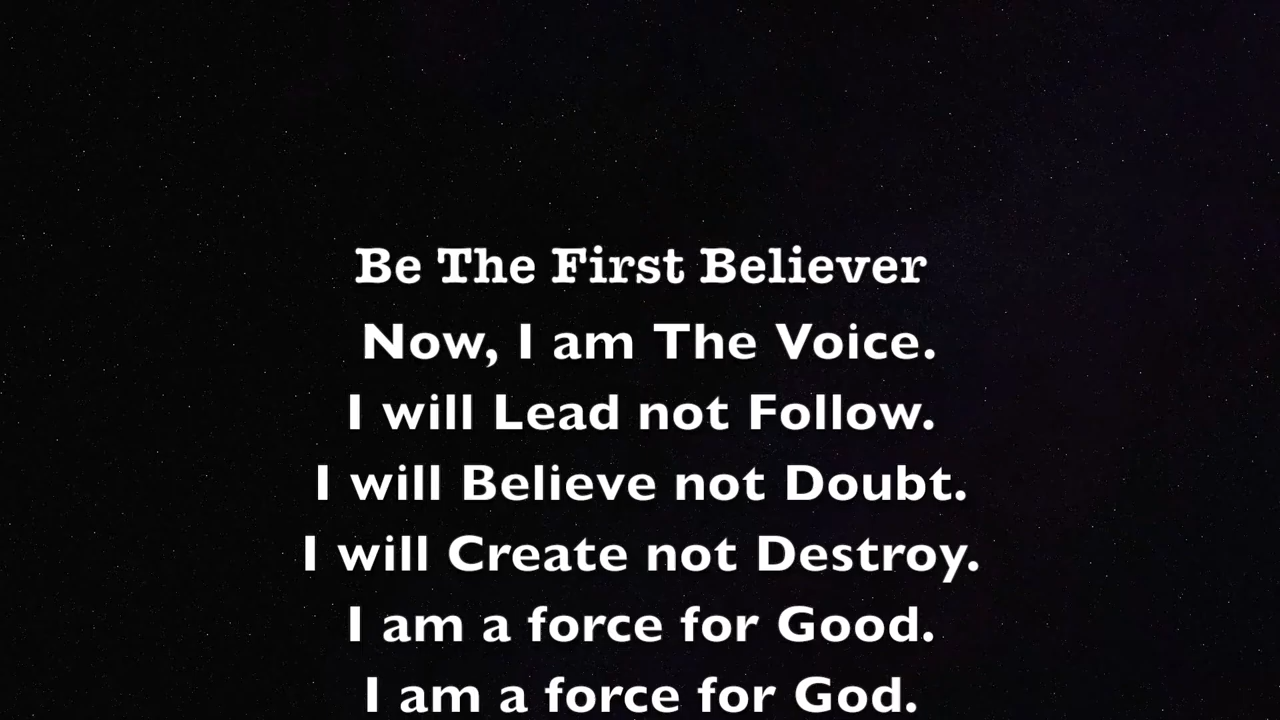 Be The First Believer
Now, I am The Voice.
I will Lead not Follow.
I will Believe not Doubt.
I will Create not Destroy.
I am a force for Good.
I am a force for God.